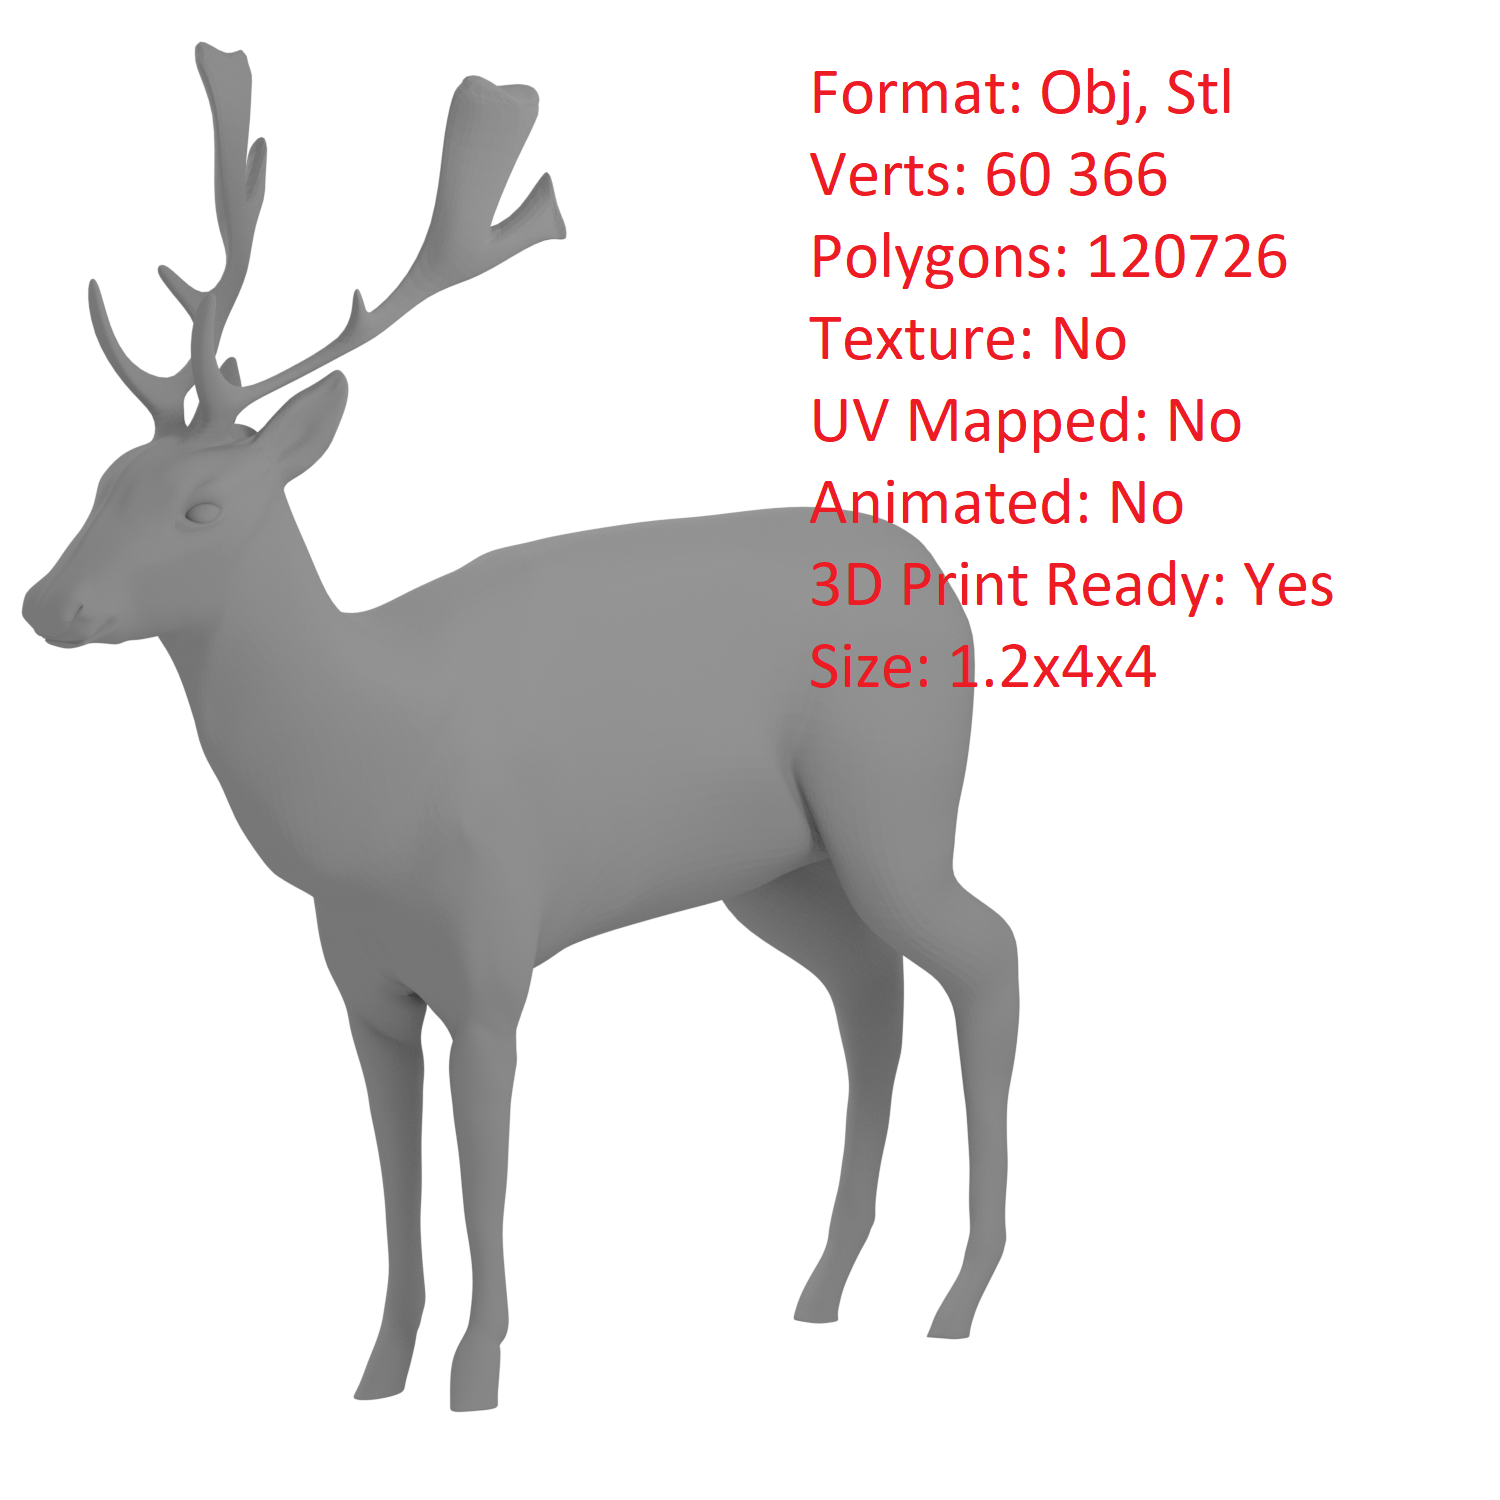 Format: Obj, Stl
Verts: 60 366
Polygons: 120726
Texture: No
UV Mapped: No
Animated: No
3D Print Ready: Yes
Size: 1.2x4x4